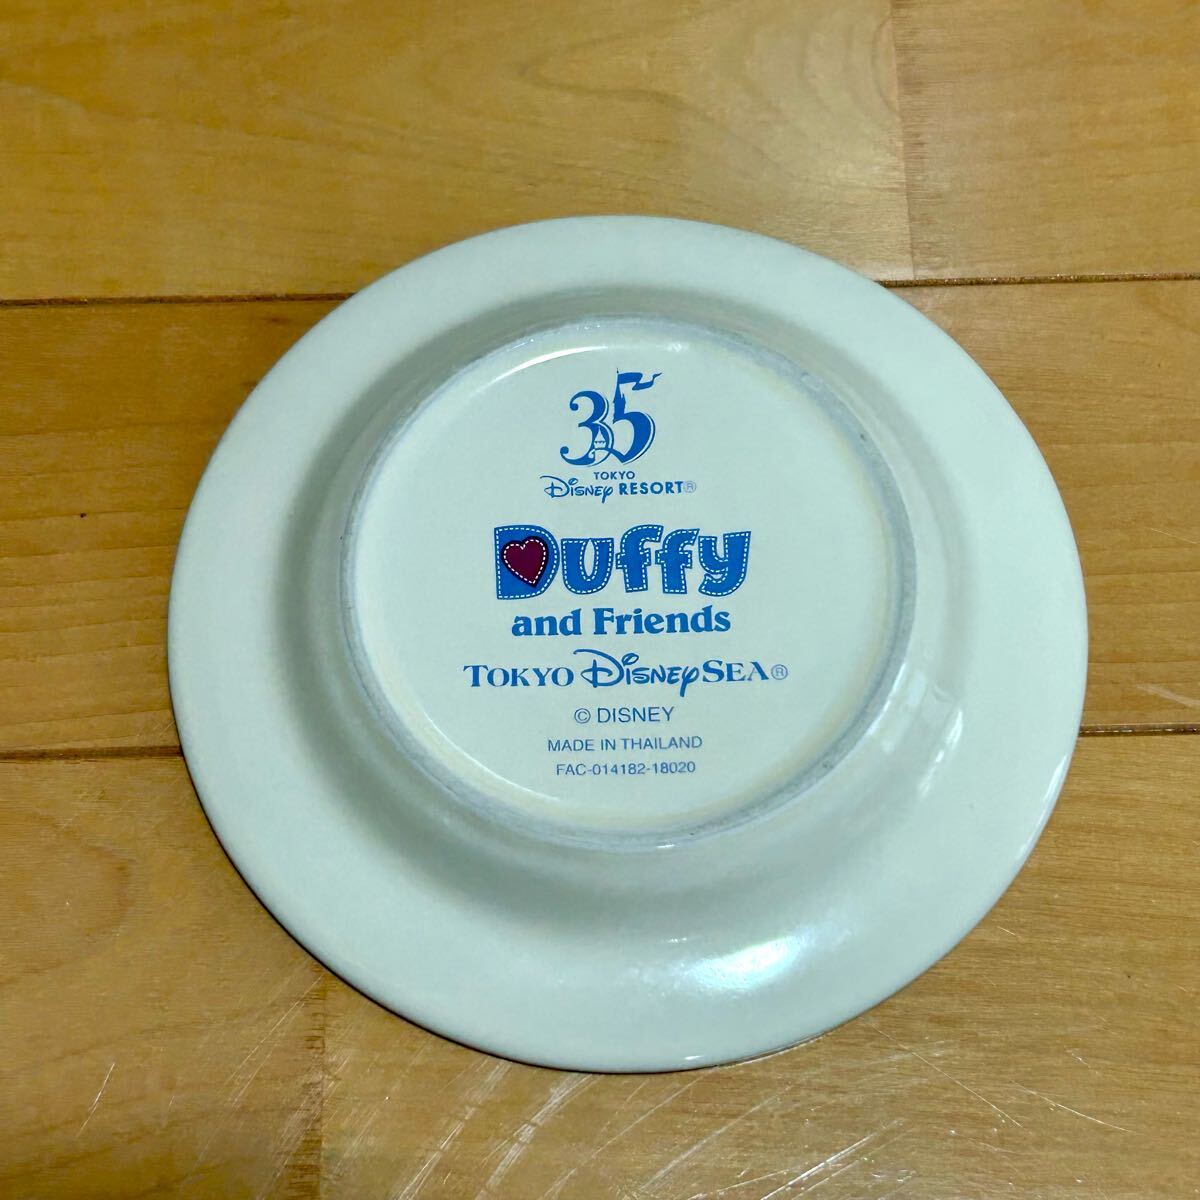 35
TOKYO
Disney RESORT®
Duffy
and Friends
TOKYO DISNEYSEA®
© DISNEY
MADE IN THAILAND
FAC-014182-18020